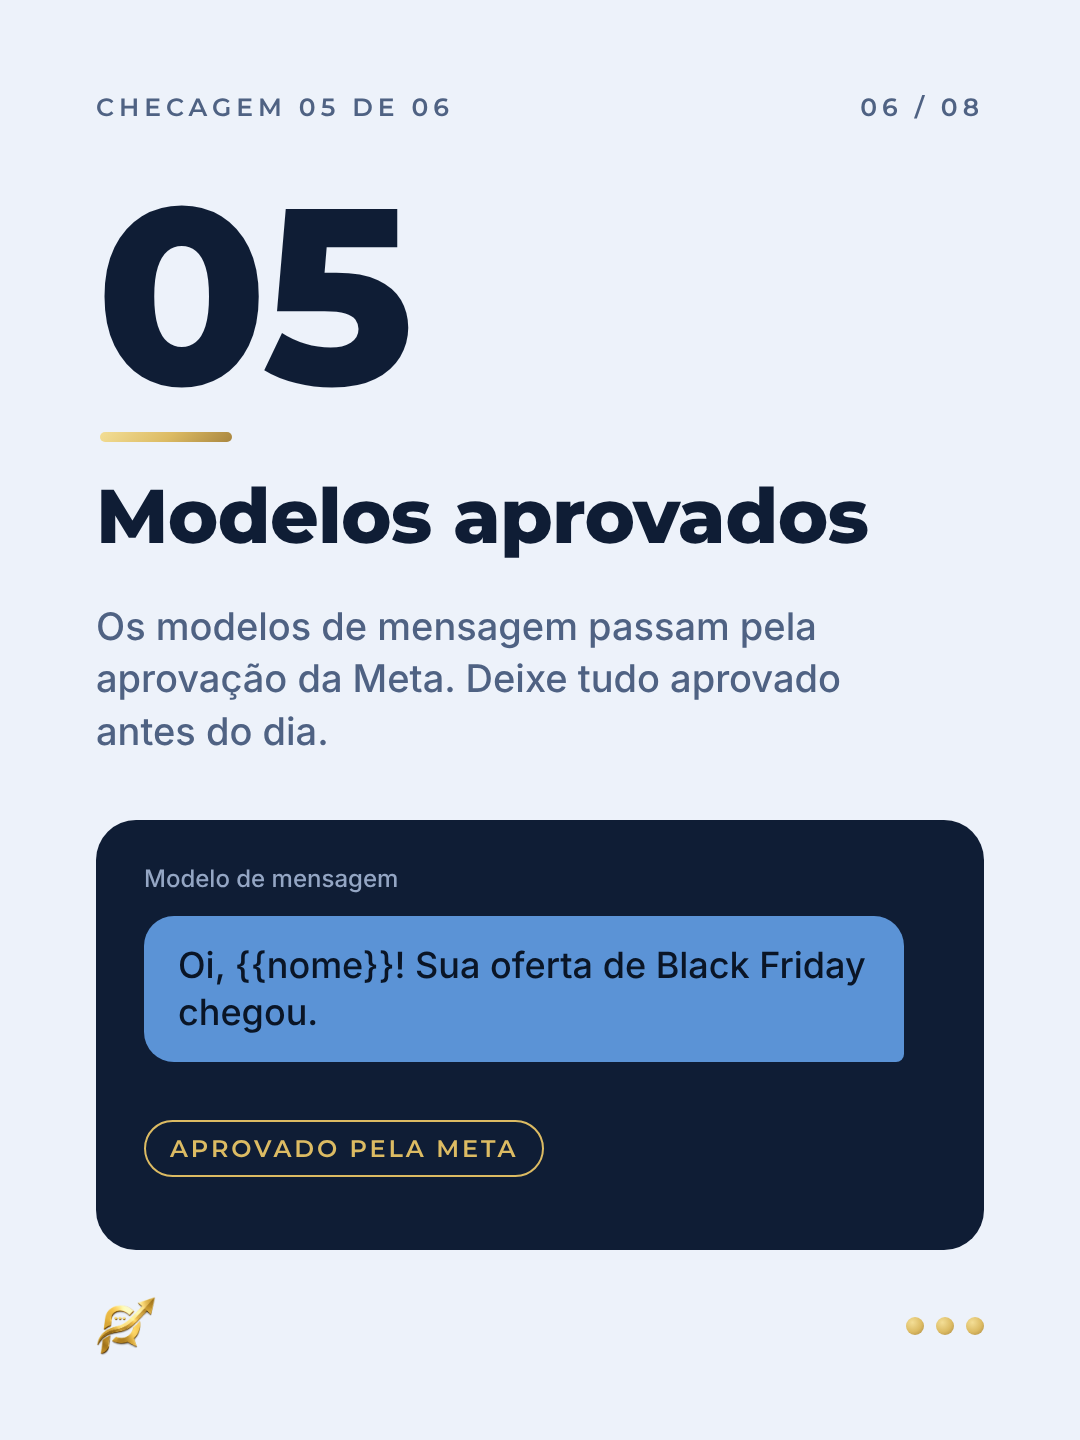 CHECAGEM 05 DE 06
06 / 08
05
Modelos aprovados
Os modelos de mensagem passam pela
aprovação da Meta. Deixe tudo aprovado
antes do dia.
Modelo de mensagem
Oi, {{nome}}! Sua oferta de Black Friday
chegou.
APROVADO PELA META